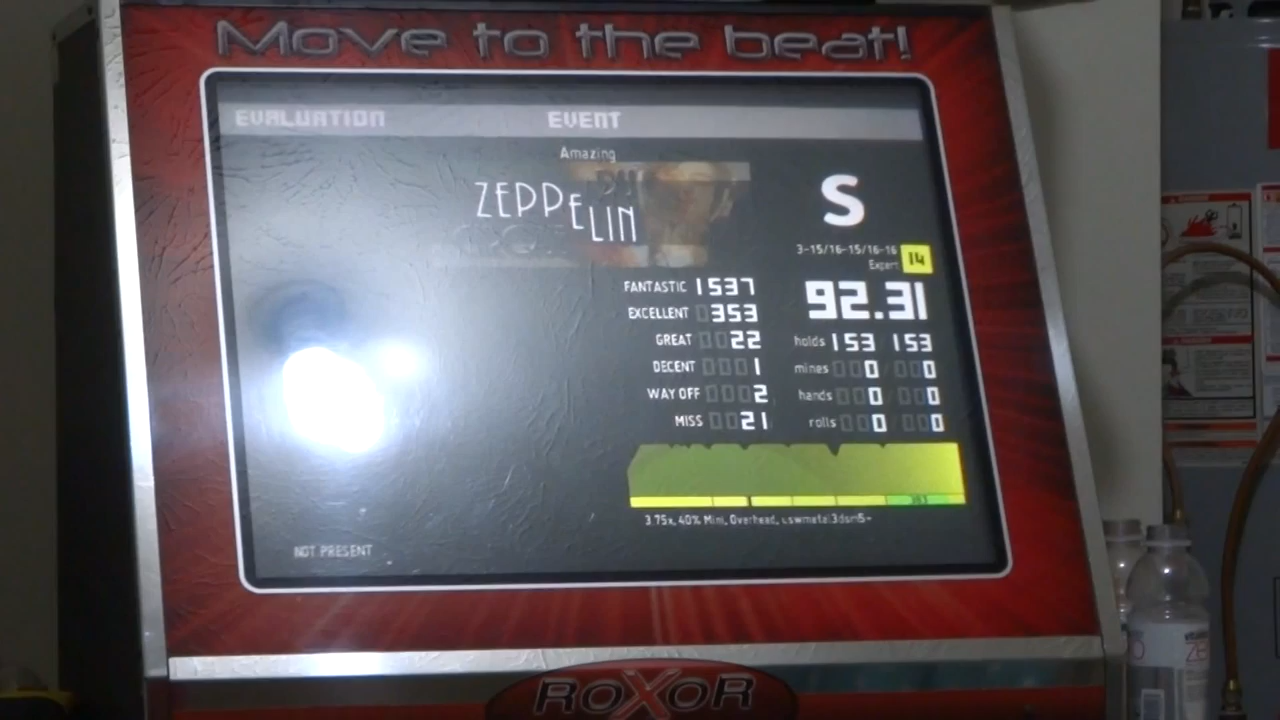 Move to the beat!
EVALUATION
EVENT
Amazing
ZEPPELIN
S
3-15/16-15/16-16
Expert 14
FANTASTIC 1537
EXCELLENT 0353
GREAT 0022
DECENT 0001
WAY OFF 0002
MISS 0021
92.31
holds 153 153
mines 000/000
hands 000/000
rolls 000 000
3.75x, 40% Mini, Overhead,
NOT PRESENT
ROXOR